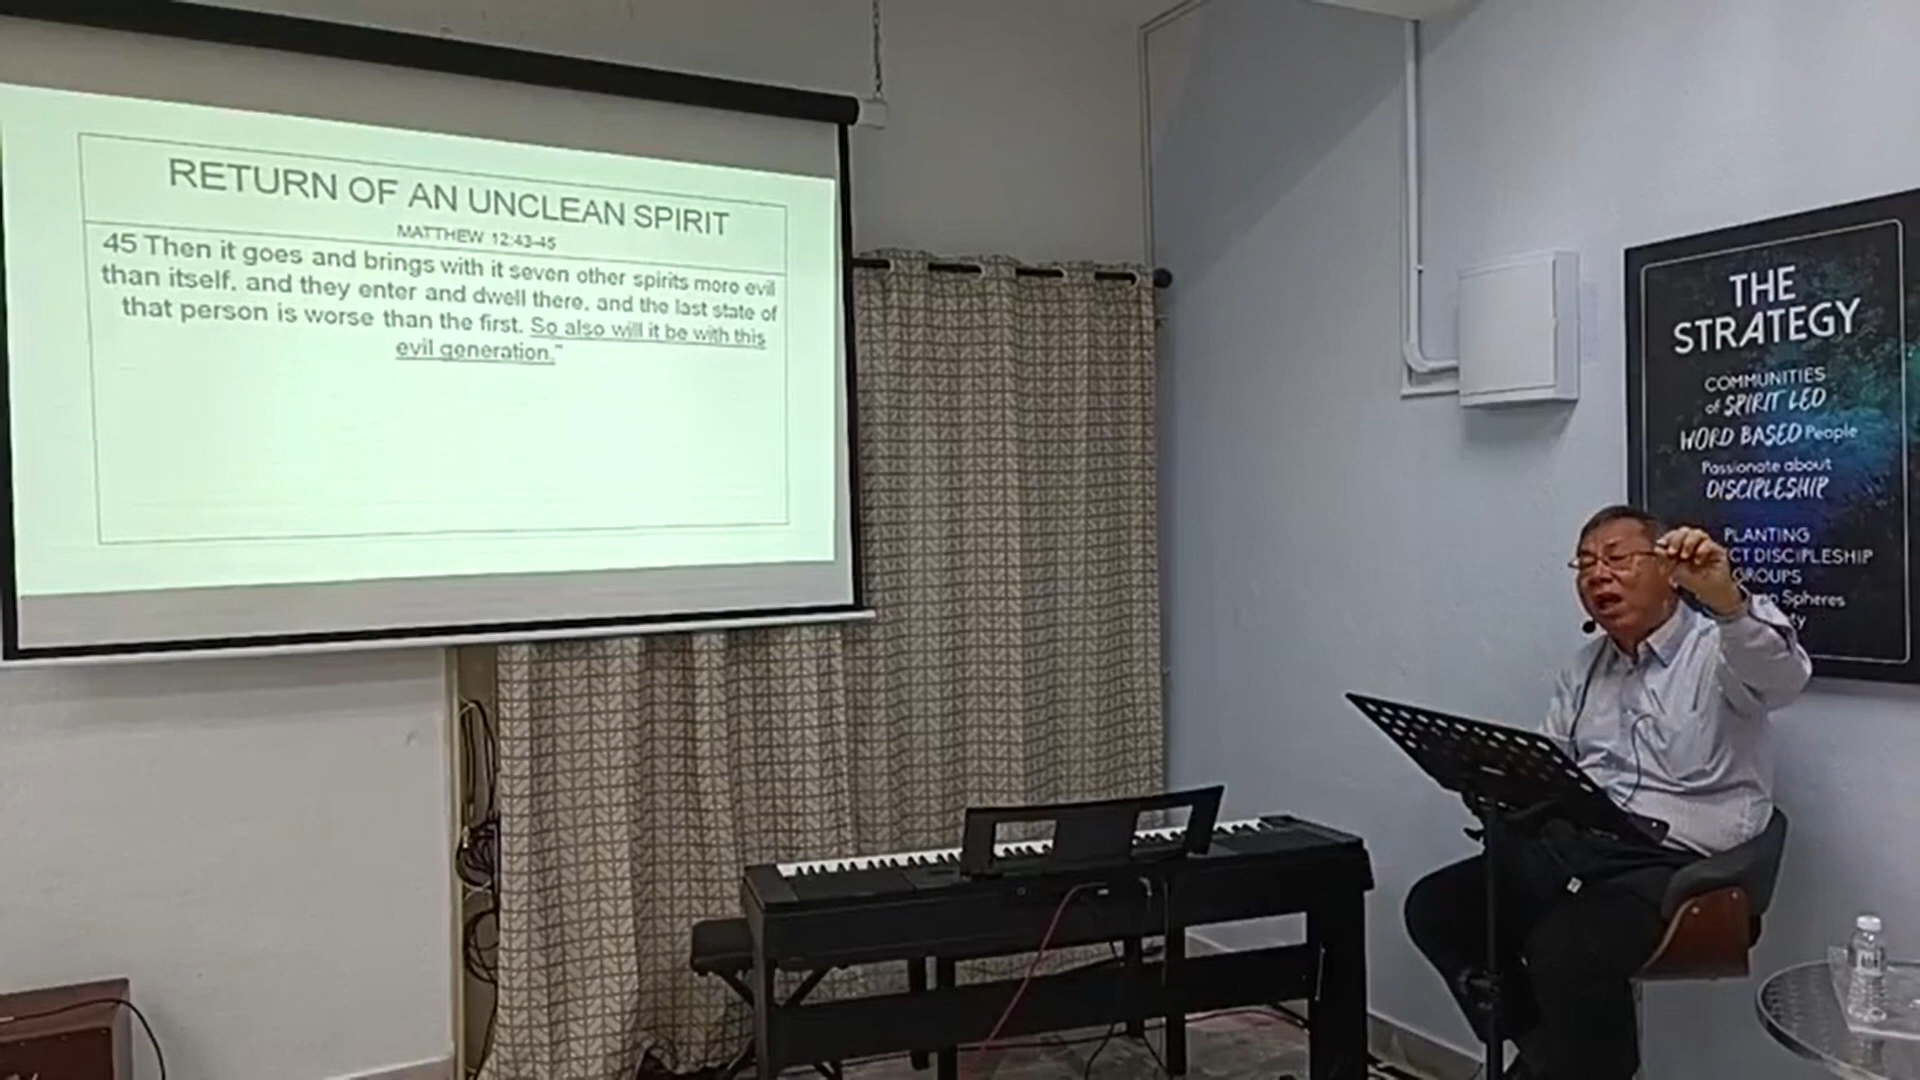 RETURN OF AN UNCLEAN SPIRIT
MATTHEW 12:43-45
45 Then it goes and brings with it seven other spirits more evil
than itself, and they enter and dwell there, and the last state of
that person is worse than the first. So also will it be with this
evil generation."
THE
STRATEGY
COMMUNITIES
of SPIRIT LED
WORD BASED People
Passionate about
DISCIPLESHIP
PLANTING
CT DISCIPLESHIP
GROUPS
Spheres